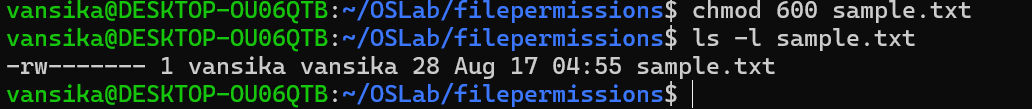 vansika@DESKTOP-OU06QTB:~/OSLab/filepermissions$ chmod 600 sample.txt
vansika@DESKTOP-OU06QTB:~/OSLab/filepermissions$ ls -l sample.txt
-rw------- 1 vansika vansika 28 Aug 17 04:55 sample.txt
vansika@DESKTOP-OU06QTB:~/OSLab/filepermissions$